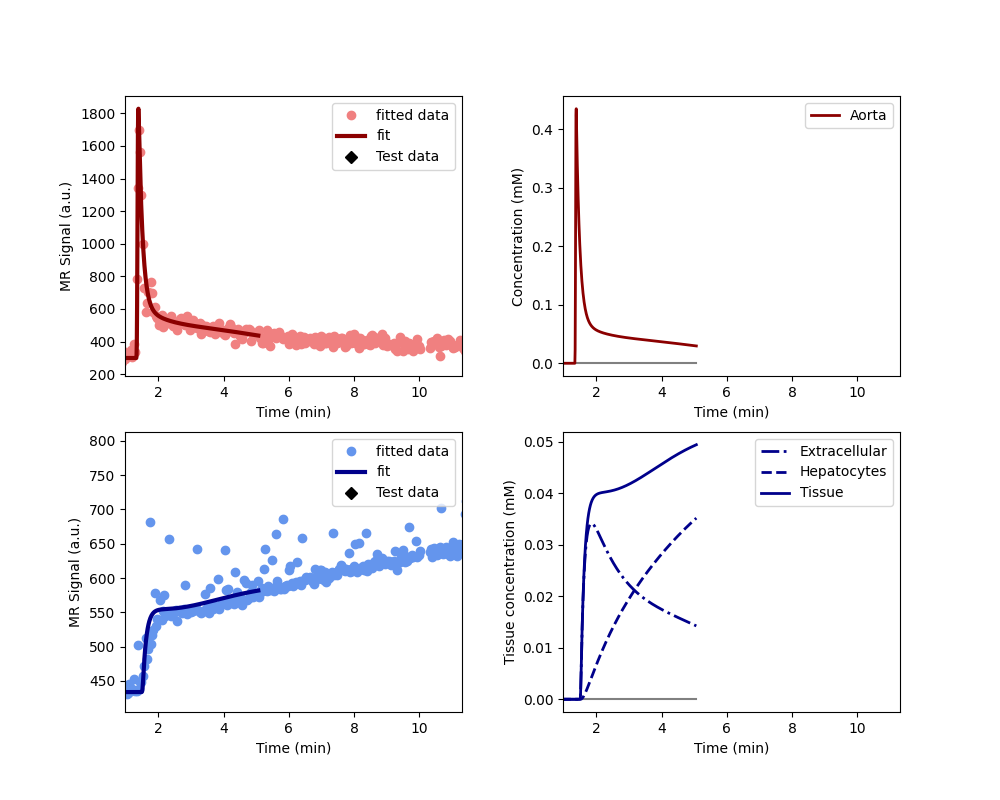 1800
1600
1400
1200
1000
800
600
400
200
MR Signal (a.u.)
fitted data
fit
Test data
2 4 6 8 10
Time (min)
0.4
0.3
0.2
0.1
0.0
Concentration (mM)
Aorta
2 4 6 8 10
Time (min)
800
750
700
650
600
550
500
450
MR Signal (a.u.)
fitted data
fit
Test data
2 4 6 8 10
Time (min)
0.05
0.04
0.03
0.02
0.01
0.00
Tissue concentration (mM)
Extracellular
Hepatocytes
Tissue
2 4 6 8 10
Time (min)